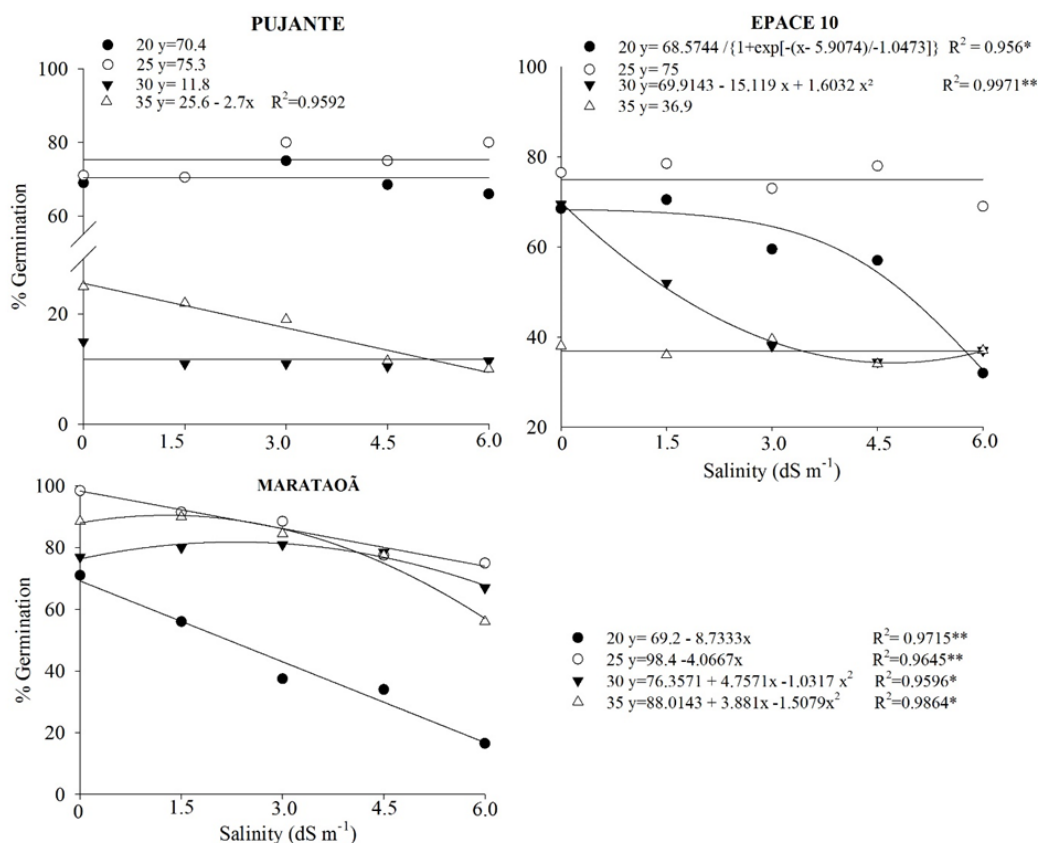 PUJANTE
20 y=70.4
25 y=75.3
30 y= 11.8
35 y= 25.6 - 2.7x R²=0.9592
% Germination
100
80
60
20
0
0 1.5 3.0 4.5 6.0
EPACE 10
20 y= 68.5744 /{1+exp[-(x- 5.9074)/-1.0473]} R² = 0.956*
25 y= 75
30 y=69.9143 - 15.119 x + 1.6032 x² R² = 0.9971**
35 y= 36.9
100
80
60
40
20
0 1.5 3.0 4.5 6.0
Salinity (dS m⁻¹)
MARATAOÃ
% Germination
100
80
60
40
20
0
0 1.5 3.0 4.5 6.0
Salinity (dS m⁻¹)
20 y= 69.2 - 8.7333x R²=0.9715**
25 y=98.4 -4.0667x R²=0.9645**
30 y=76.3571 + 4.7571x -1.0317 x² R²=0.9596*
35 y=88.0143 + 3.881x -1.5079x² R²=0.9864*